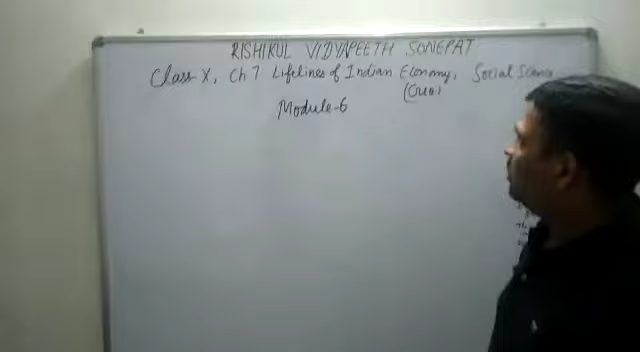 RISHIKUL VIDYAPEETH SONEPAT
Class X, Ch 7 Lifelines of Indian Economy, Social Science
Module-6